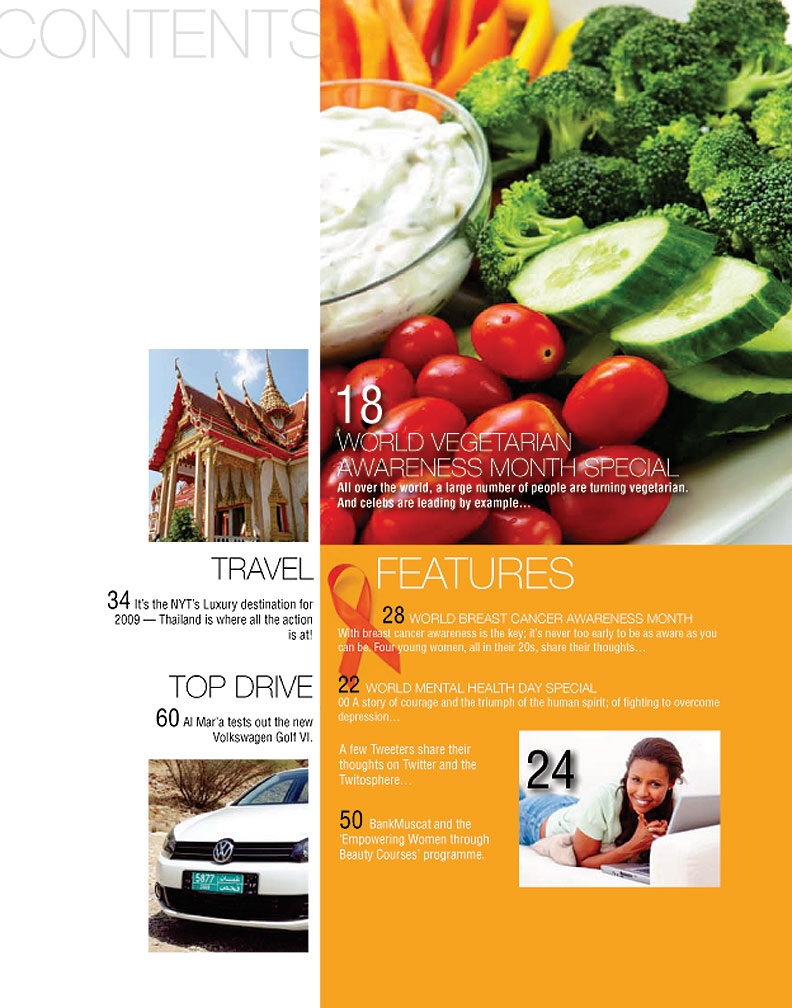 CONTENTS
18
WORLD VEGETARIAN
AWARENESS MONTH SPECIAL
All over the world, a large number of people are turning vegetarian.
And celebs are leading by example…
TRAVEL
34 It's the NYT's Luxury destination for
2009 — Thailand is where all the action
is at!
TOP DRIVE
60 Al Mar'a tests out the new
Volkswagen Golf VI.
5877
FEATURES
28 WORLD BREAST CANCER AWARENESS MONTH
With breast cancer awareness is the key; it's never too early to be as aware as you
can be. Four young women, all in their 20s, share their thoughts…
22 WORLD MENTAL HEALTH DAY SPECIAL
00 A story of courage and the triumph of the human spirit; of fighting to overcome
depression…
A few Tweeters share their
thoughts on Twitter and the
Twitosphere…
24
50 BankMuscat and the
'Empowering Women through
Beauty Courses' programme.